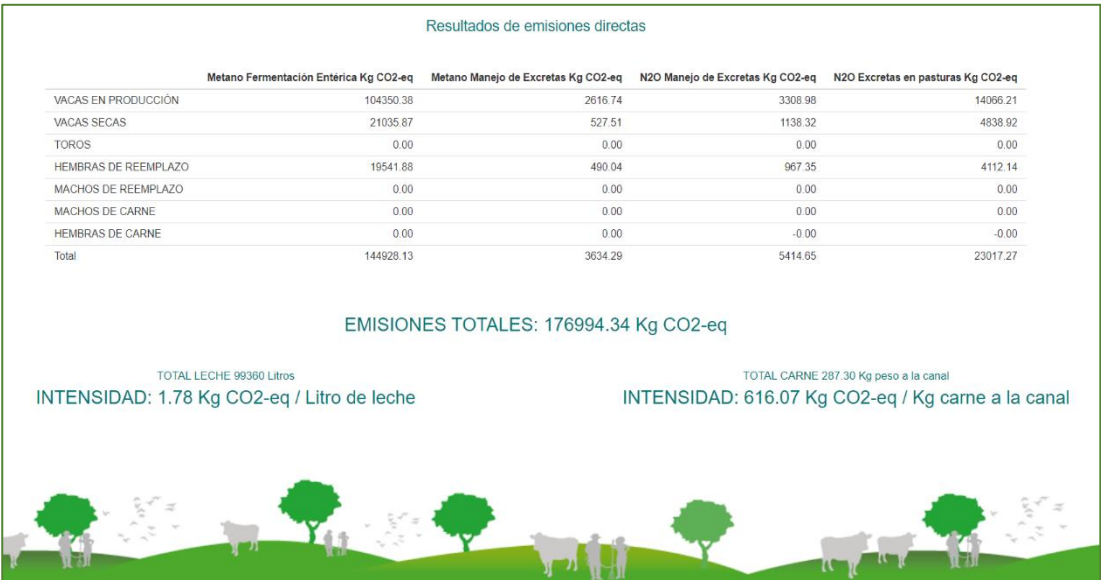 Resultados de emisiones directas
Metano Fermentación Entérica Kg CO2-eq Metano Manejo de Excretas Kg CO2-eq N2O Manejo de Excretas Kg CO2-eq N2O Excretas en pasturas Kg CO2-eq
VACAS EN PRODUCCIÓN 104350.38 2616.74 3308.98 14066.21
VACAS SECAS 21035.87 527.51 1138.32 4838.92
TOROS 0.00 0.00 0.00 0.00
HEMBRAS DE REEMPLAZO 19541.88 490.04 967.35 4112.14
MACHOS DE REEMPLAZO 0.00 0.00 0.00 0.00
MACHOS DE CARNE 0.00 0.00 0.00 0.00
HEMBRAS DE CARNE 0.00 0.00 -0.00 -0.00
Total 144928.13 3634.29 5414.65 23017.27
EMISIONES TOTALES: 176994.34 Kg CO2-eq
TOTAL LECHE 99360 Litros
INTENSIDAD: 1.78 Kg CO2-eq / Litro de leche
TOTAL CARNE 287.30 Kg peso a la canal
INTENSIDAD: 616.07 Kg CO2-eq / Kg carne a la canal